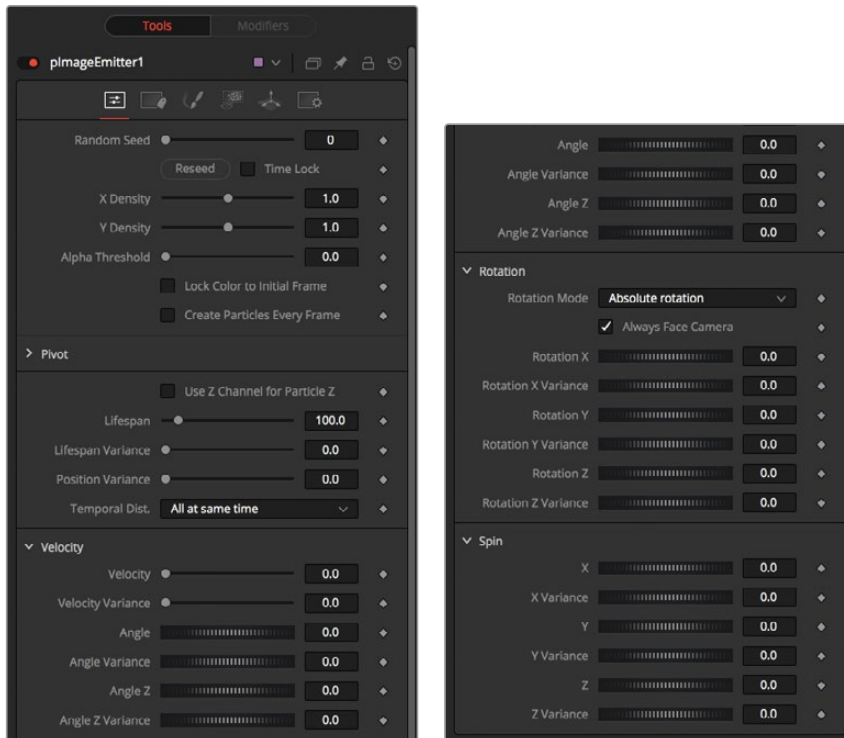 Tools Modifiers
pImageEmitter1
Random Seed 0
Reseed Time Lock
X Density 1.0
Y Density 1.0
Alpha Threshold 0.0
Lock Color to Initial Frame
Create Particles Every Frame
Pivot
Use Z Channel for Particle Z
Lifespan 100.0
Lifespan Variance 0.0
Position Variance 0.0
Temporal Dist. All at same time
Velocity
Velocity 0.0
Velocity Variance 0.0
Angle 0.0
Angle Variance 0.0
Angle Z 0.0
Angle Z Variance 0.0
Angle 0.0
Angle Variance 0.0
Angle Z 0.0
Angle Z Variance 0.0
Rotation
Rotation Mode Absolute rotation
Always Face Camera
Rotation X 0.0
Rotation X Variance 0.0
Rotation Y 0.0
Rotation Y Variance 0.0
Rotation Z 0.0
Rotation Z Variance 0.0
Spin
X 0.0
X Variance 0.0
Y 0.0
Y Variance 0.0
Z 0.0
Z Variance 0.0